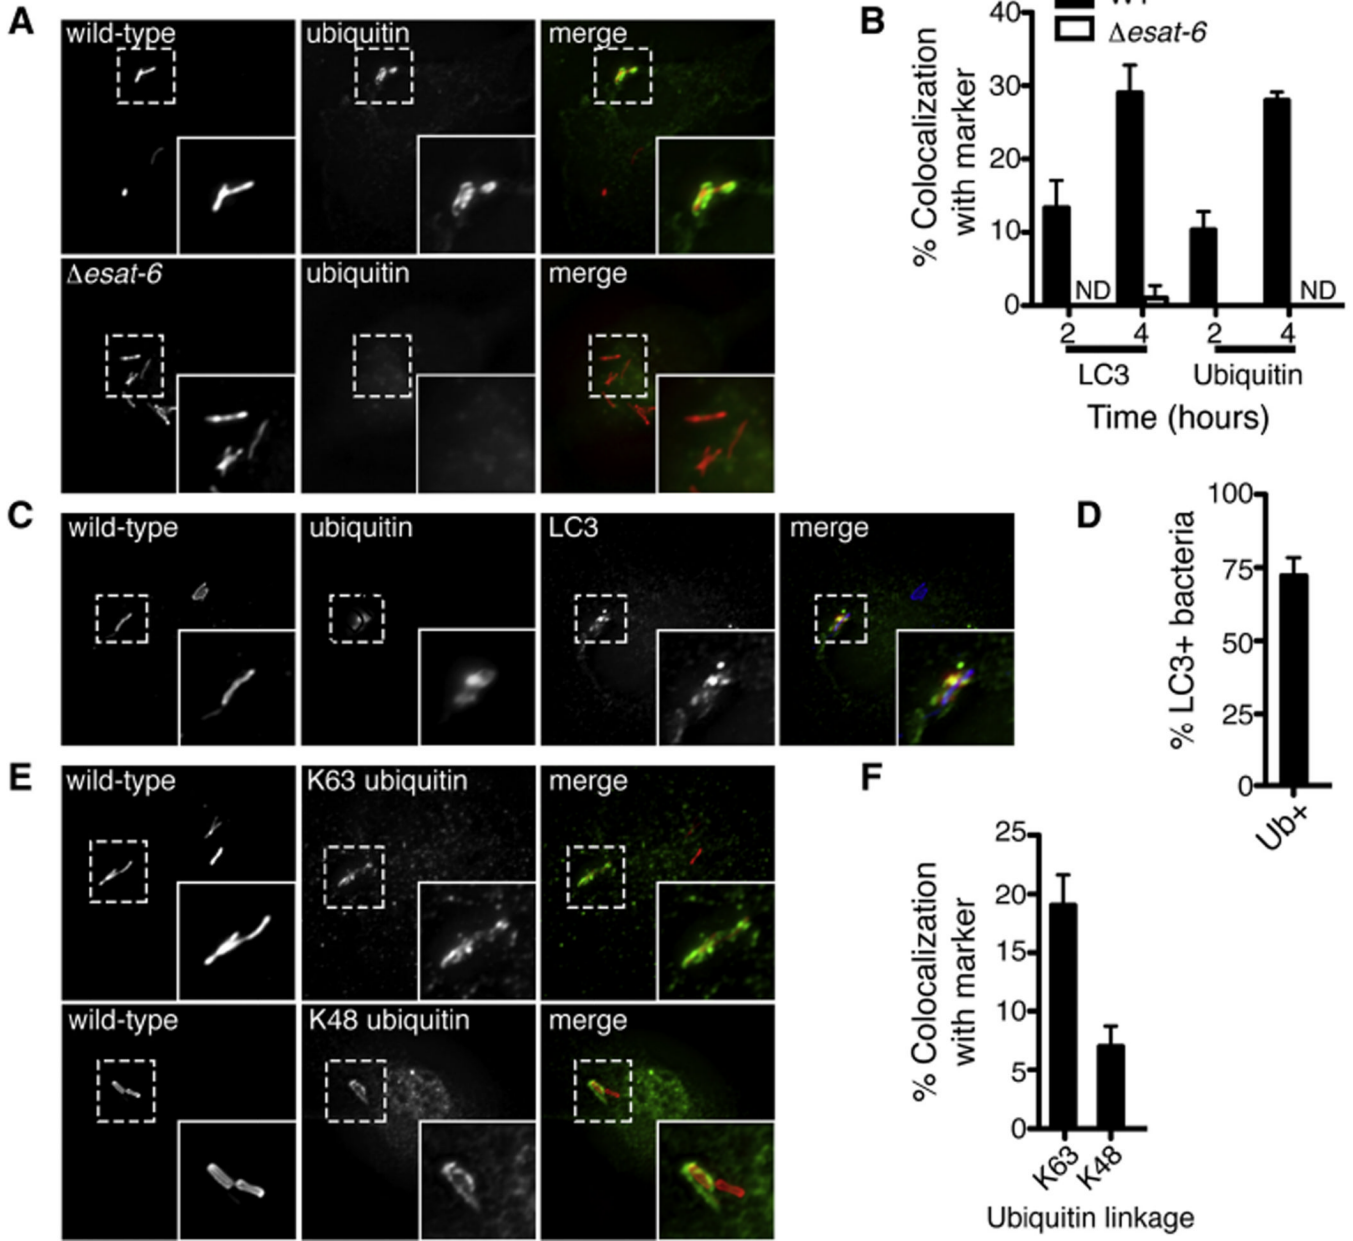 A
wild-type
ubiquitin
merge
Δesat-6
ubiquitin
merge
B
40
30
20
10
0
% Colocalization
with marker
Δesat-6
ND
ND
2
4
2
4
LC3
Ubiquitin
Time (hours)
C
wild-type
ubiquitin
LC3
merge
D
100
75
50
25
0
% LC3+ bacteria
Ub+
E
wild-type
K63 ubiquitin
merge
wild-type
K48 ubiquitin
merge
F
25
20
15
10
5
0
% Colocalization
with marker
K63
K48
Ubiquitin linkage